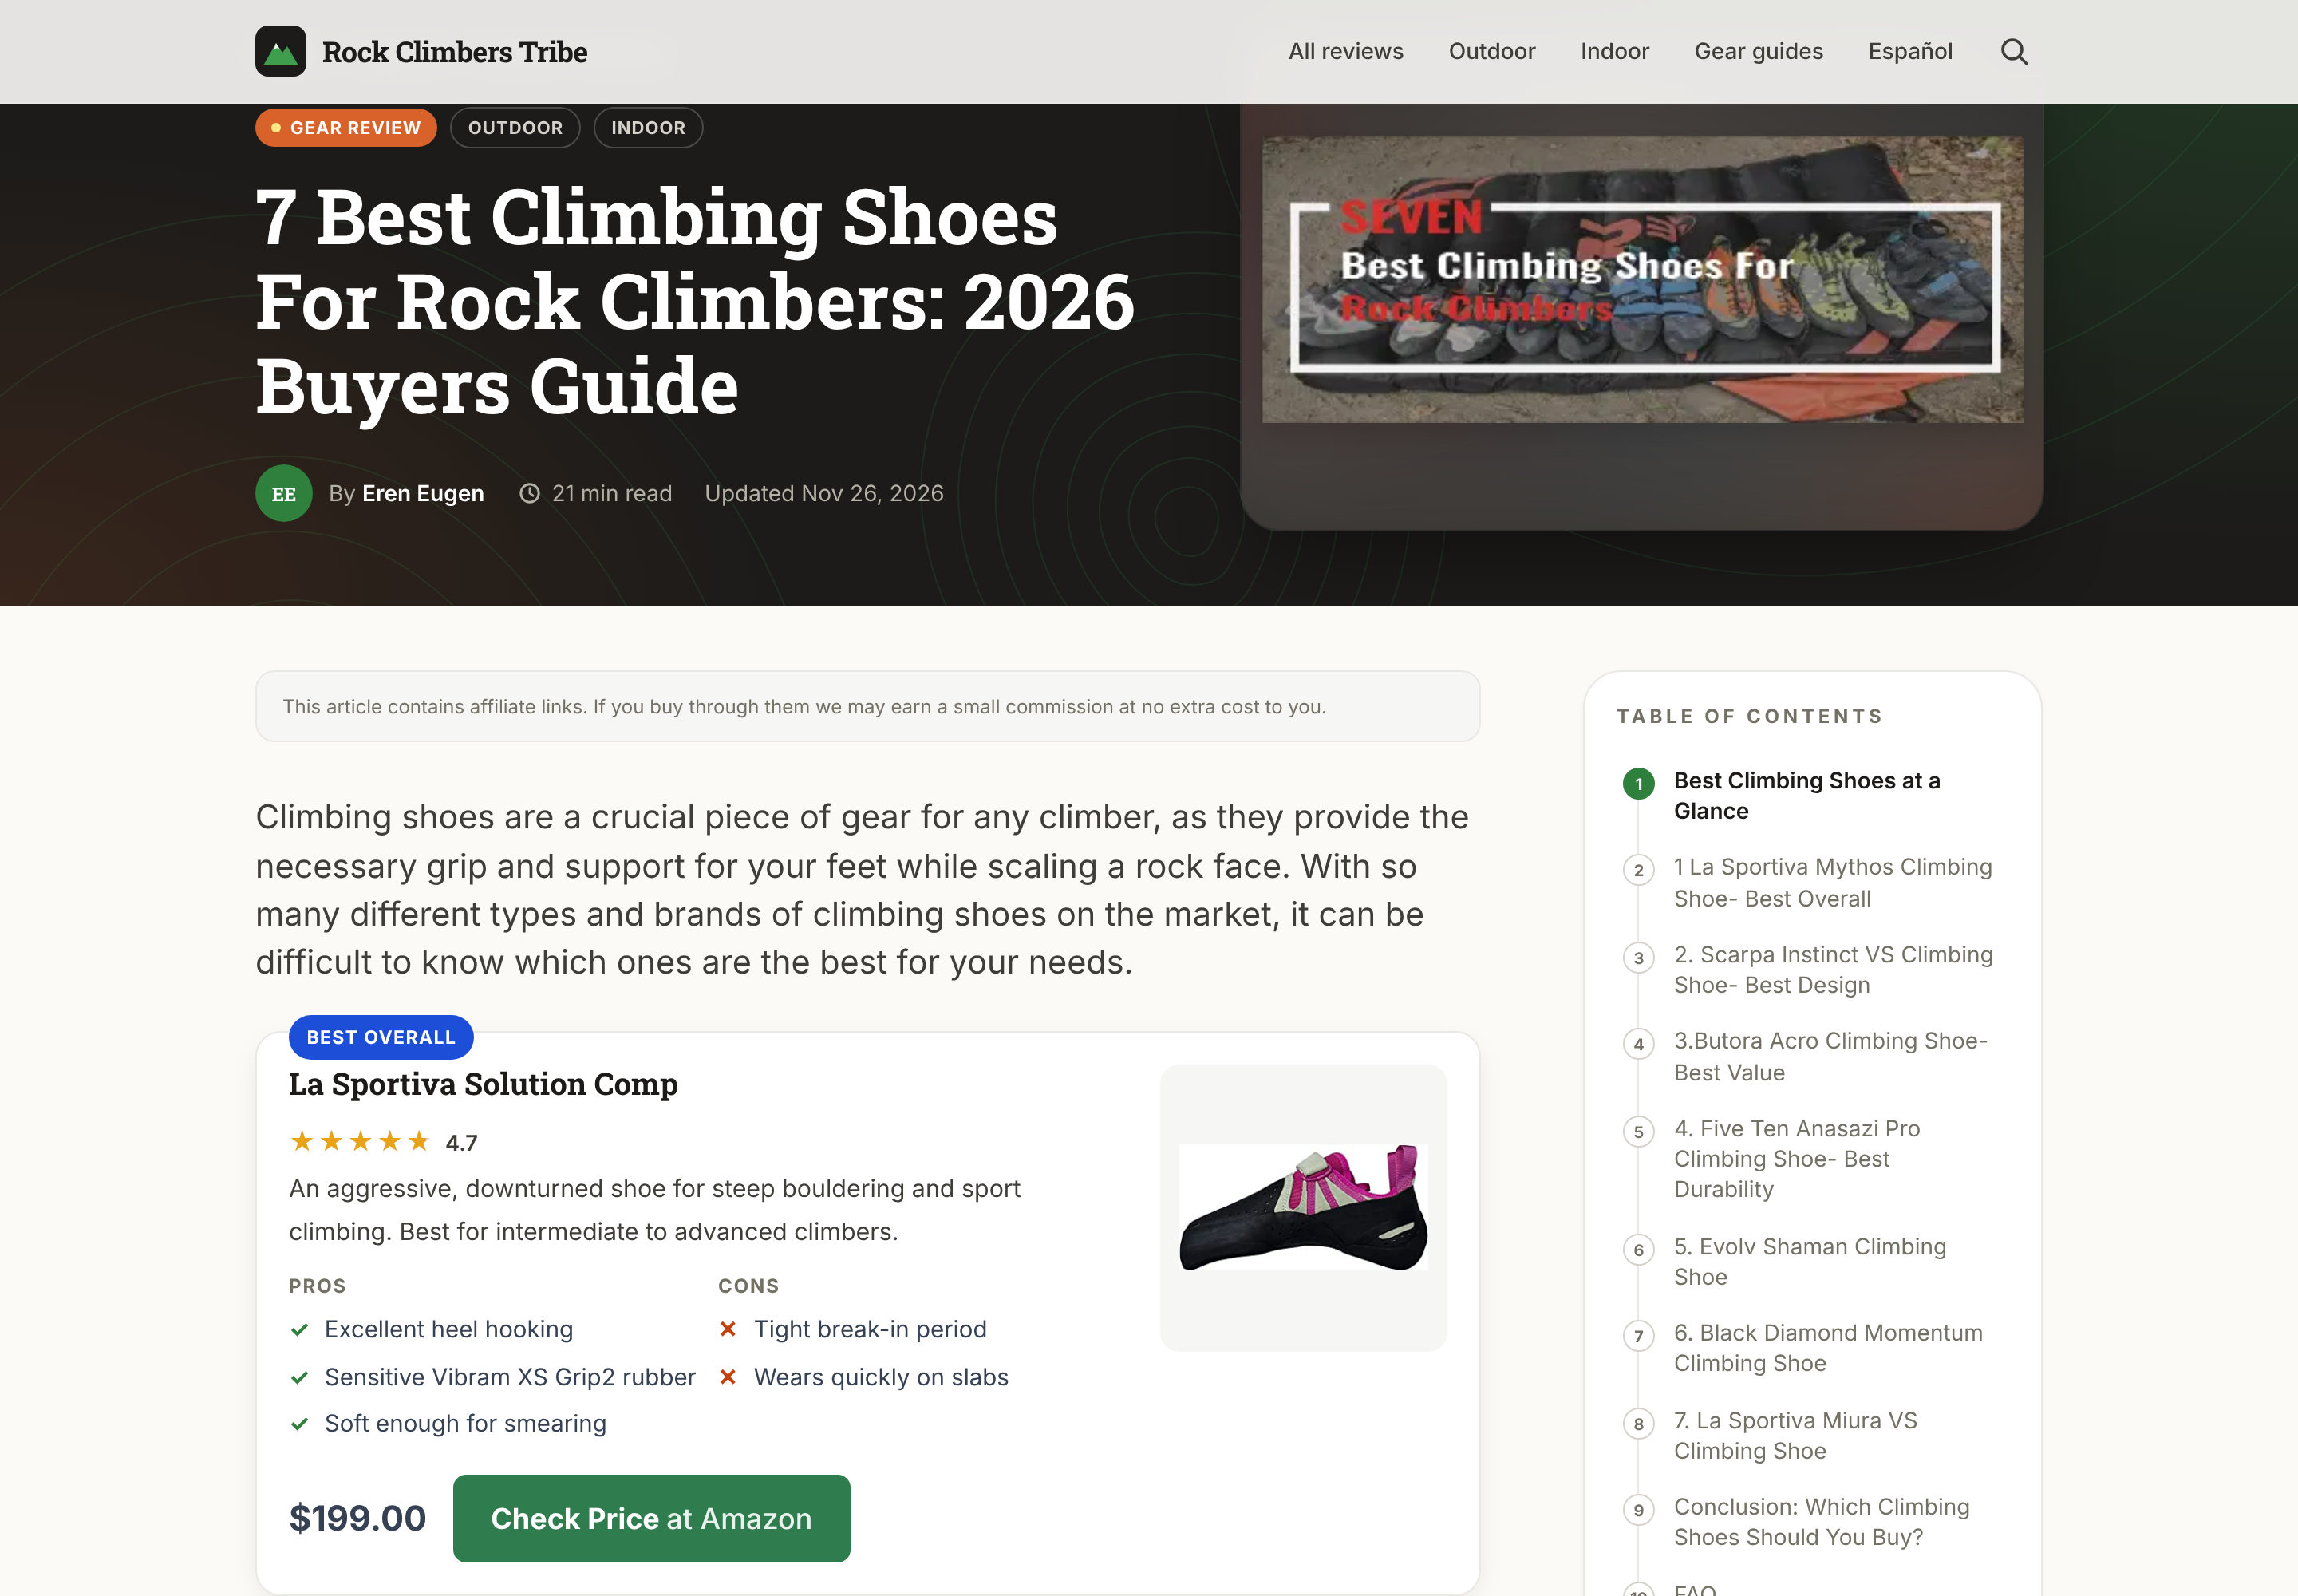 Rock Climbers Tribe
All reviews Outdoor Indoor Gear guides Español
GEAR REVIEW OUTDOOR INDOOR
7 Best Climbing Shoes
For Rock Climbers: 2026
Buyers Guide
EE By Eren Eugen 21 min read Updated Nov 26, 2026
SEVEN
Best Climbing Shoes For
Rock Climbers
This article contains affiliate links. If you buy through them we may earn a small commission at no extra cost to you.
Climbing shoes are a crucial piece of gear for any climber, as they provide the
necessary grip and support for your feet while scaling a rock face. With so
many different types and brands of climbing shoes on the market, it can be
difficult to know which ones are the best for your needs.
BEST OVERALL
La Sportiva Solution Comp
★★★★★ 4.7
An aggressive, downturned shoe for steep bouldering and sport
climbing. Best for intermediate to advanced climbers.
PROS
✓ Excellent heel hooking
✓ Sensitive Vibram XS Grip2 rubber
✓ Soft enough for smearing
CONS
✕ Tight break-in period
✕ Wears quickly on slabs
$199.00 Check Price at Amazon
TABLE OF CONTENTS
1 Best Climbing Shoes at a
Glance
2 1 La Sportiva Mythos Climbing
Shoe- Best Overall
3 2. Scarpa Instinct VS Climbing
Shoe- Best Design
4 3.Butora Acro Climbing Shoe-
Best Value
5 4. Five Ten Anasazi Pro
Climbing Shoe- Best
Durability
6 5. Evolv Shaman Climbing
Shoe
7 6. Black Diamond Momentum
Climbing Shoe
8 7. La Sportiva Miura VS
Climbing Shoe
9 Conclusion: Which Climbing
Shoes Should You Buy?
10 FAQ